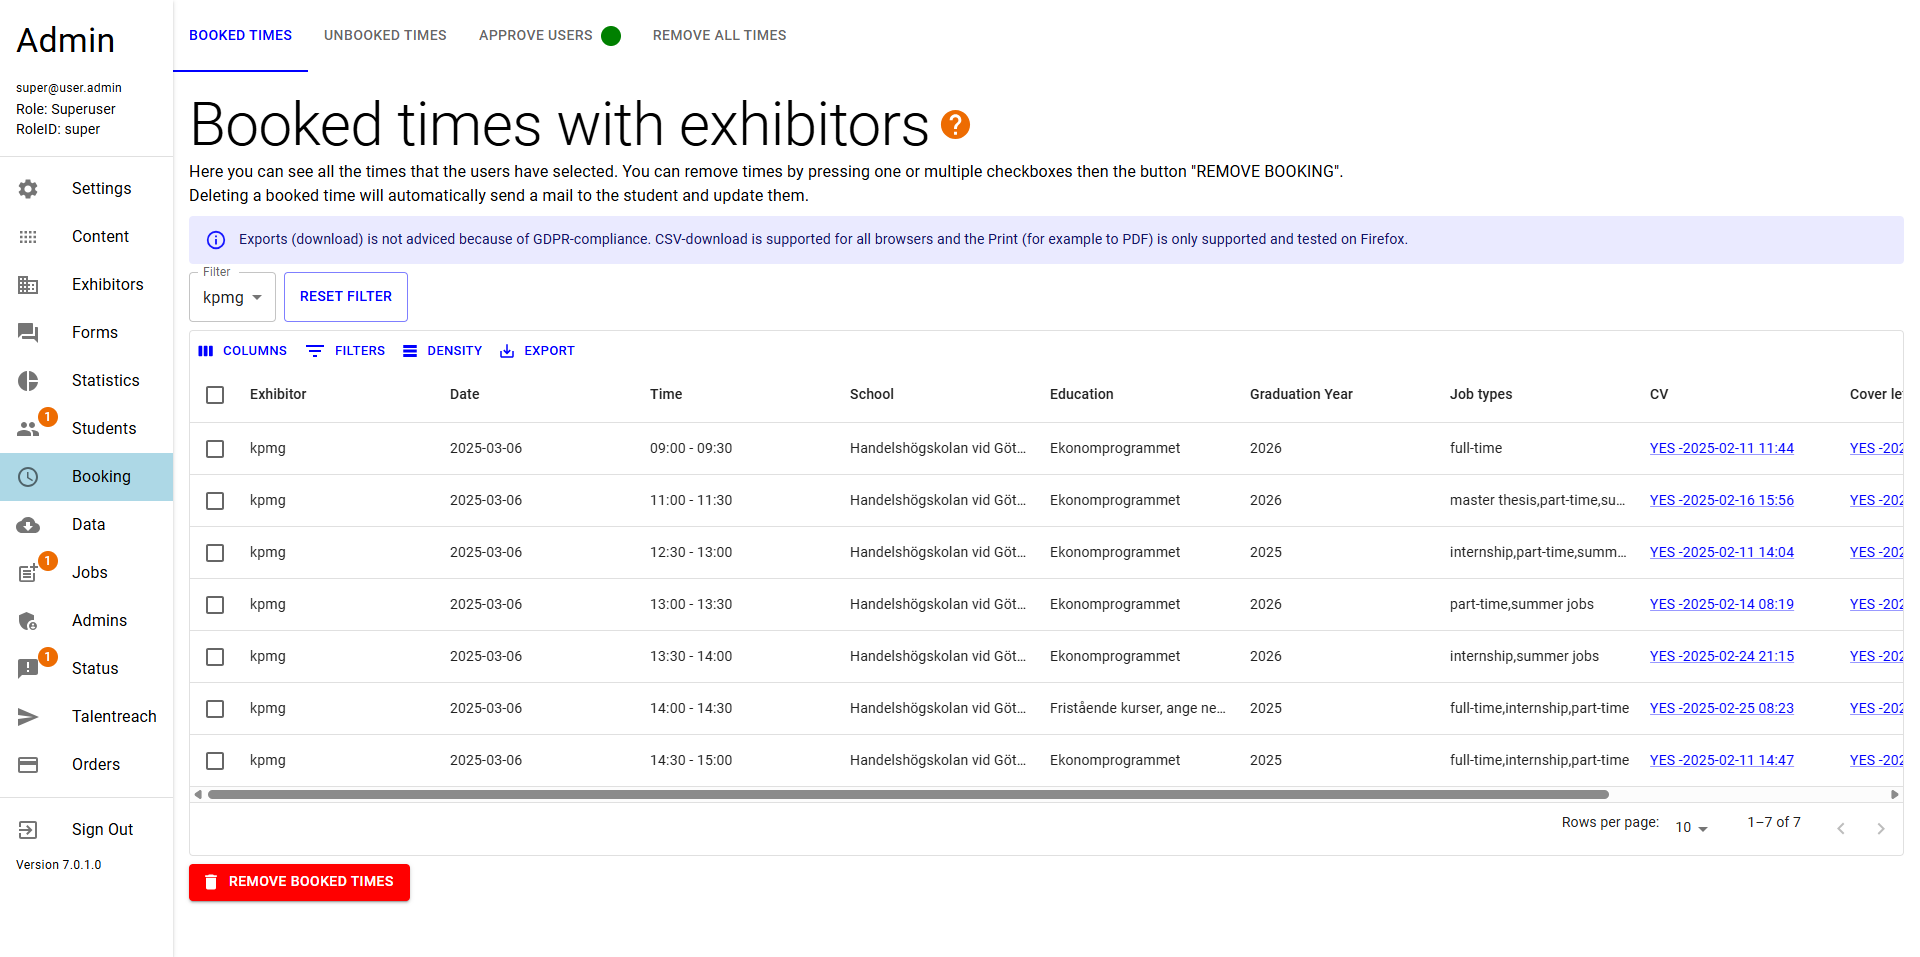 Admin
super@user.admin
Role: Superuser
RoleID: super
Settings
Content
Exhibitors
Forms
Statistics
1
Students
Booking
Data
1
Jobs
Admins
1
Status
Talentreach
Orders
Sign Out
Version 7.0.1.0
BOOKED TIMES UNBOOKED TIMES APPROVE USERS REMOVE ALL TIMES
Booked times with exhibitors ?
Here you can see all the times that the users have selected. You can remove times by pressing one or multiple checkboxes then the button "REMOVE BOOKING".
Deleting a booked time will automatically send a mail to the student and update them.
Exports (download) is not adviced because of GDPR-compliance. CSV-download is supported for all browsers and the Print (for example to PDF) is only supported and tested on Firefox.
Filter
kpmg RESET FILTER
COLUMNS FILTERS DENSITY EXPORT
Exhibitor Date Time School Education Graduation Year Job types CV Cover le
kpmg 2025-03-06 09:00 - 09:30 Handelshögskolan vid Göt… Ekonomprogrammet 2026 full-time YES -2025-02-11 11:44 YES -202
kpmg 2025-03-06 11:00 - 11:30 Handelshögskolan vid Göt… Ekonomprogrammet 2026 master thesis,part-time,su… YES -2025-02-16 15:56 YES -202
kpmg 2025-03-06 12:30 - 13:00 Handelshögskolan vid Göt… Ekonomprogrammet 2025 internship,part-time,summ… YES -2025-02-11 14:04 YES -202
kpmg 2025-03-06 13:00 - 13:30 Handelshögskolan vid Göt… Ekonomprogrammet 2026 part-time,summer jobs YES -2025-02-14 08:19 YES -202
kpmg 2025-03-06 13:30 - 14:00 Handelshögskolan vid Göt… Ekonomprogrammet 2026 internship,summer jobs YES -2025-02-24 21:15 YES -202
kpmg 2025-03-06 14:00 - 14:30 Handelshögskolan vid Göt… Fristående kurser, ange ne… 2025 full-time,internship,part-time YES -2025-02-25 08:23 YES -202
kpmg 2025-03-06 14:30 - 15:00 Handelshögskolan vid Göt… Ekonomprogrammet 2025 full-time,internship,part-time YES -2025-02-11 14:47 YES -202
Rows per page: 10 1–7 of 7
REMOVE BOOKED TIMES